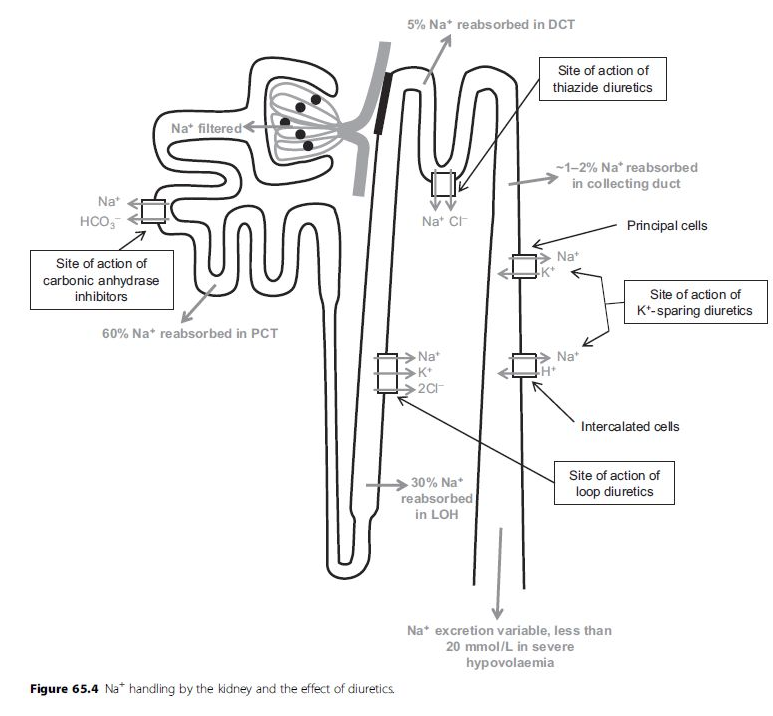 5% Na⁺ reabsorbed in DCT
Site of action of
thiazide diuretics
Na⁺ filtered
~1–2% Na⁺ reabsorbed
in collecting duct
Na⁺
HCO₃⁻
Na⁺ Cl⁻
Principal cells
Site of action of
carbonic anhydrase
inhibitors
Na⁺
K⁺
Site of action of
K⁺-sparing diuretics
60% Na⁺ reabsorbed in PCT
Na⁺
K⁺
2Cl⁻
Na⁺
H⁺
Intercalated cells
Site of action of
loop diuretics
30% Na⁺
reabsorbed
in LOH
Na⁺ excretion variable, less than
20 mmol/L in severe
hypovolaemia
Figure 65.4 Na⁺ handling by the kidney and the effect of diuretics.